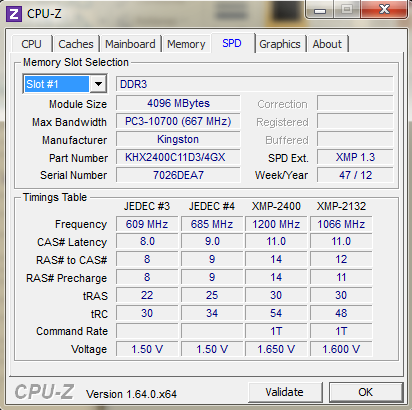 CPU-Z
CPU Caches Mainboard Memory SPD Graphics About
Memory Slot Selection
Slot #1 DDR3
Module Size 4096 MBytes Correction
Max Bandwidth PC3-10700 (667 MHz) Registered
Manufacturer Kingston Buffered
Part Number KHX2400C11D3/4GX SPD Ext. XMP 1.3
Serial Number 7026DEA7 Week/Year 47 / 12
Timings Table
JEDEC #3 JEDEC #4 XMP-2400 XMP-2132
Frequency 609 MHz 685 MHz 1200 MHz 1066 MHz
CAS# Latency 8.0 9.0 11.0 11.0
RAS# to CAS# 8 9 14 12
RAS# Precharge 8 9 14 11
tRAS 22 25 30 30
tRC 30 34 54 48
Command Rate 1T 1T
Voltage 1.50 V 1.50 V 1.650 V 1.600 V
CPU-Z Version 1.64.0.x64 Validate OK